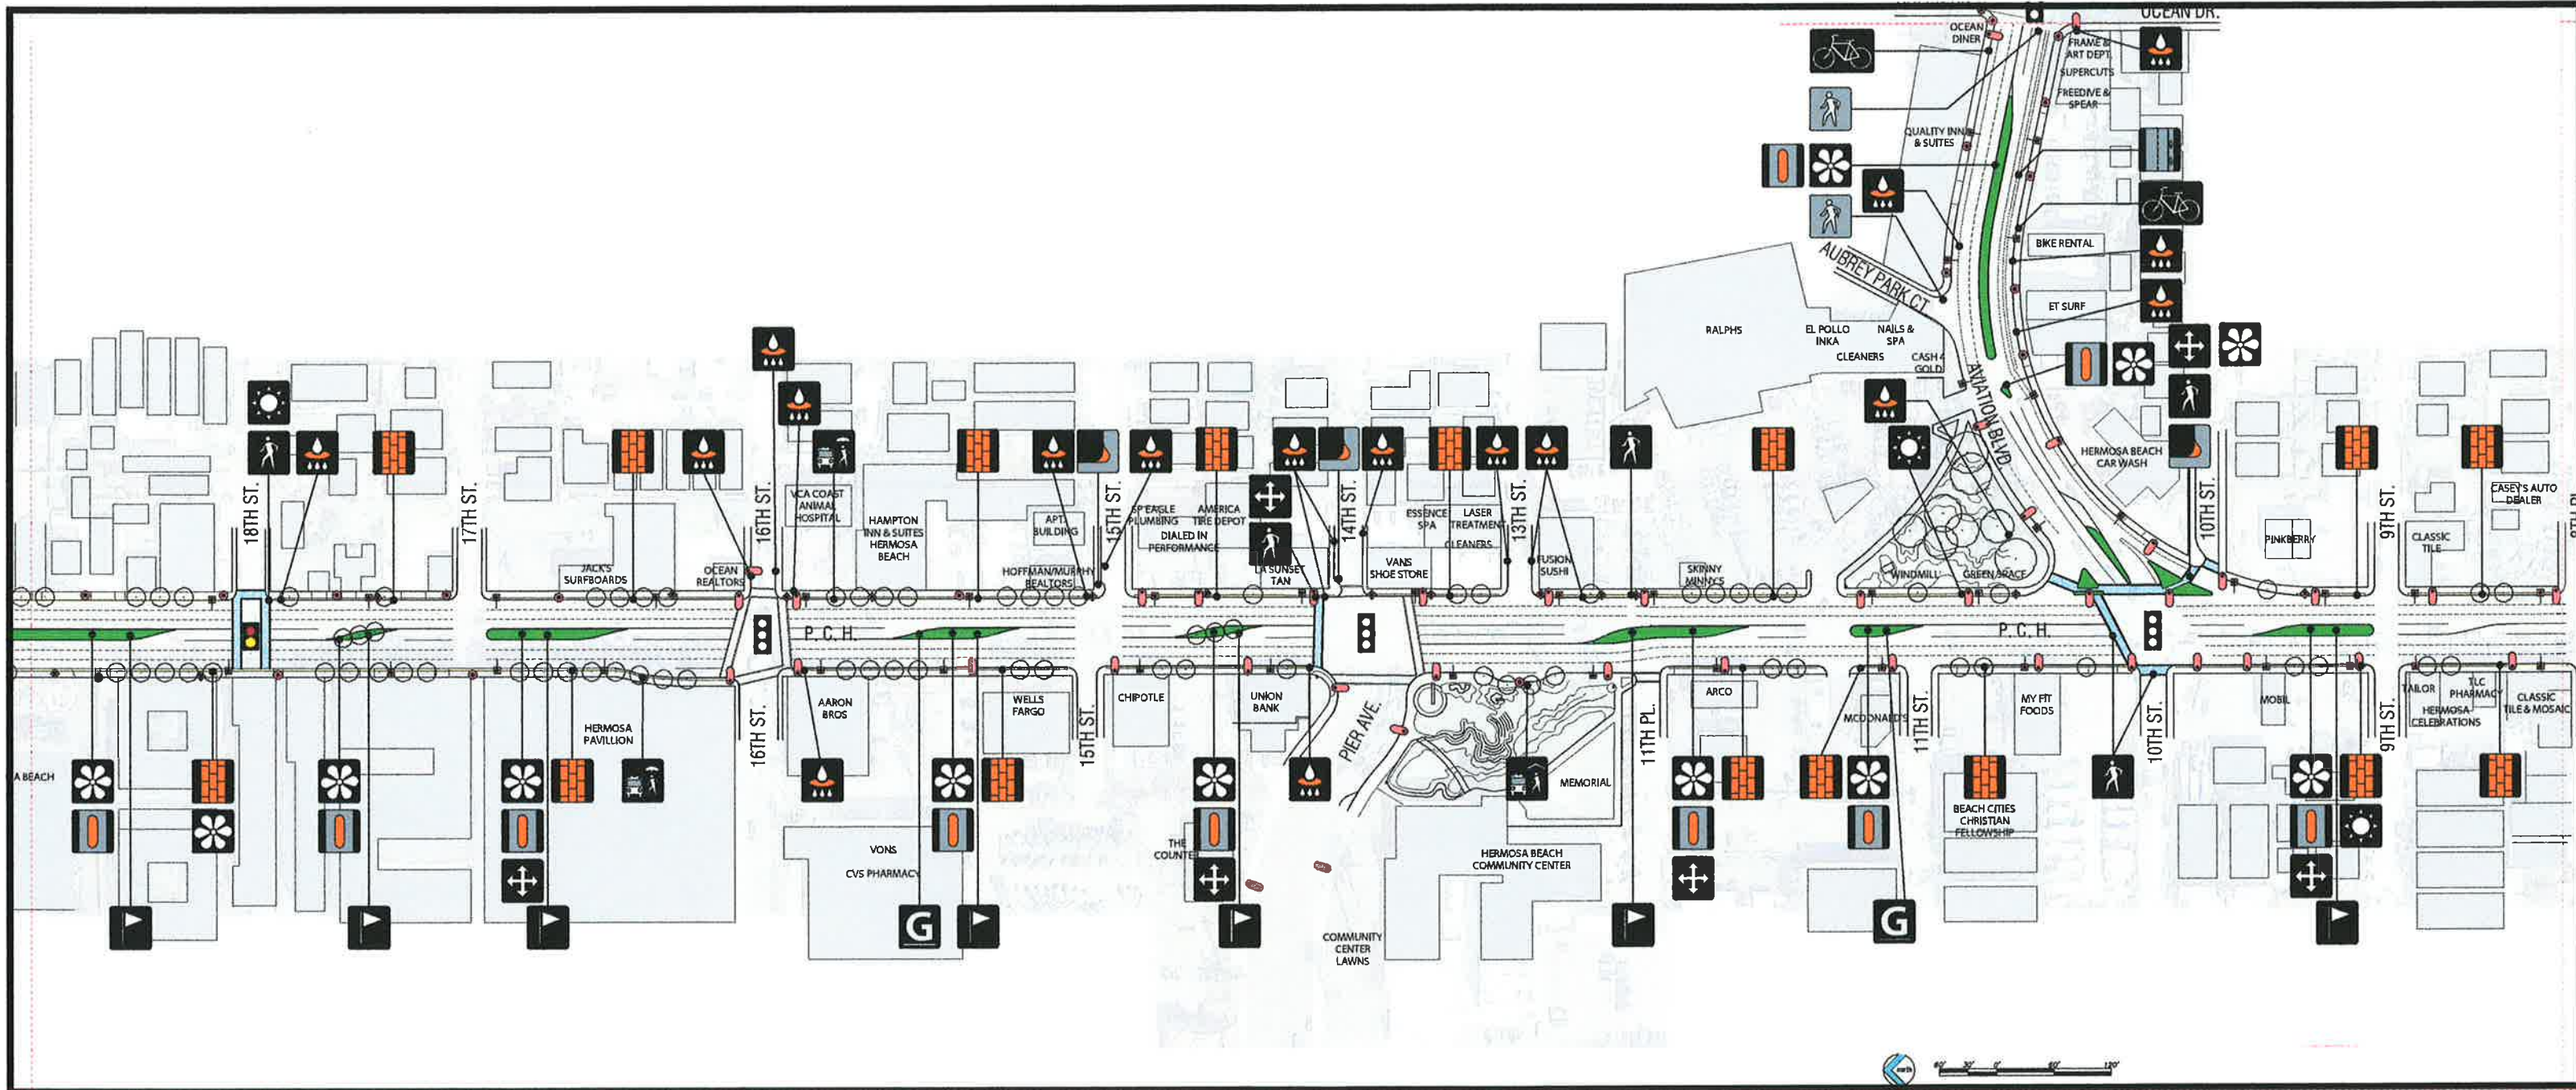 OCEAN DR.
OCEAN
DINER
FRAME &
ART DEPT.
SUPERCUTS
FREEDIVE &
SPEAR
QUALITY INN
& SUITES
BIKE RENTAL
AUBREY PARK CT
ET SURF
RALPHS
EL POLLO
INKA
NAILS &
SPA
CLEANERS
CASH 4
GOLD
AVIATION BLVD.
HERMOSA BEACH
CAR WASH
18TH ST.
17TH ST.
16TH ST.
15TH ST.
14TH ST.
13TH ST.
10TH ST.
9TH ST.
VCA COAST
ANIMAL
HOSPITAL
HAMPTON
INN & SUITES
HERMOSA
BEACH
APT.
BUILDING
PLUMBING
DIALED IN
PERFORMANCE
AMERICA
TIRE DEPOT
ESSENCE
SPA
LASER
TREATMENT
CLEANERS
CASEY'S AUTO
DEALER
CLASSIC
TILE
PINKBERRY
JACK'S
SURFBOARDS
OCEAN
REALTORS
HOFFMAN/MURPHY
REALTORS
LA SUNSET
TAN
VANS
SHOE STORE
FUSION
SUSHI
SKINNY
MINNY'S
WINDMILL
GREEN SPACE
P.C.H.
P.C.H.
HERMOSA
PAVILLION
16TH ST.
AARON
BROS
WELLS
FARGO
15TH ST.
CHIPOTLE
UNION
BANK
PIER AVE.
MEMORIAL
11TH PL.
ARCO
MCDONALD'S
11TH ST.
MY FIT
FOODS
10TH ST.
MOBIL
9TH ST.
TAILOR
TLC
PHARMACY
HERMOSA
CELEBRATIONS
CLASSIC
TILE & MOSAIC
A BEACH
BEACH CITIES
CHRISTIAN
FELLOWSHIP
VONS
CVS PHARMACY
THE
COUNTER
HERMOSA BEACH
COMMUNITY CENTER
G
G
COMMUNITY
CENTER
LAWNS
north
60' 30' 0' 60' 120'